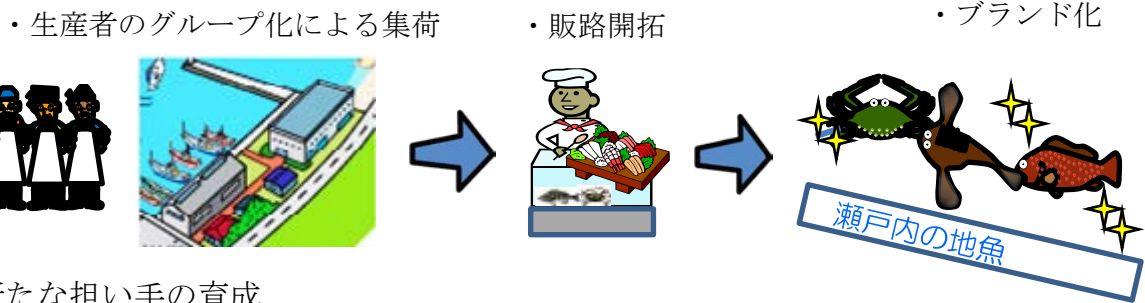 ・生産者のグループ化による集荷
・販路開拓
・ブランド化
瀬戸内の地魚
たな担い手の育成